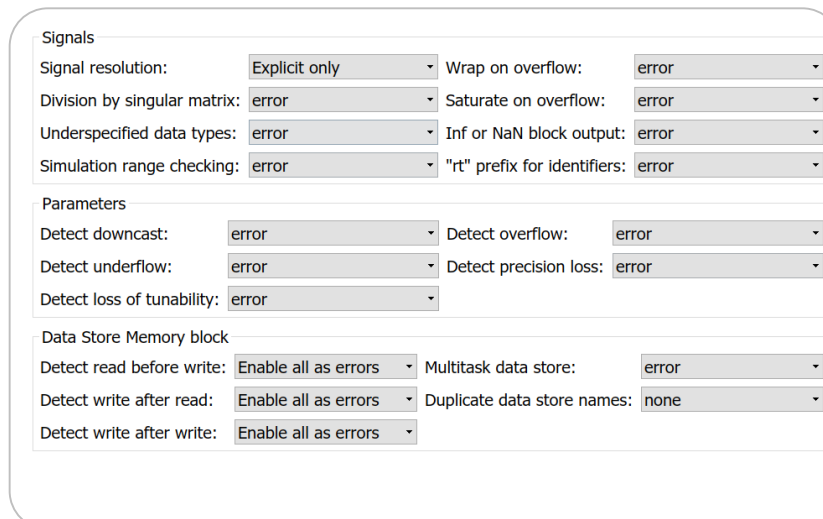 Signals
Signal resolution: Explicit only Wrap on overflow: error
Division by singular matrix: error Saturate on overflow: error
Underspecified data types: error Inf or NaN block output: error
Simulation range checking: error "rt" prefix for identifiers: error
Parameters
Detect downcast: error Detect overflow: error
Detect underflow: error Detect precision loss: error
Detect loss of tunability: error
Data Store Memory block
Detect read before write: Enable all as errors Multitask data store: error
Detect write after read: Enable all as errors Duplicate data store names: none
Detect write after write: Enable all as errors